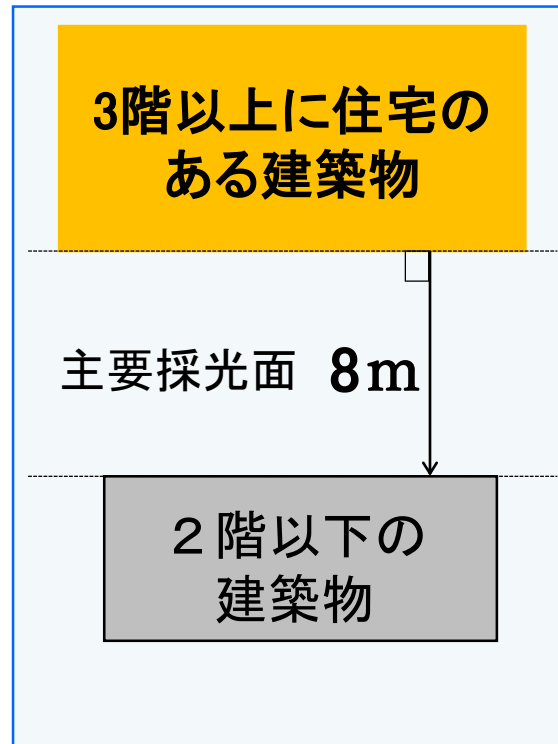 3階以上に住宅の
ある建築物
主要採光面 8m
２階以下の
建築物